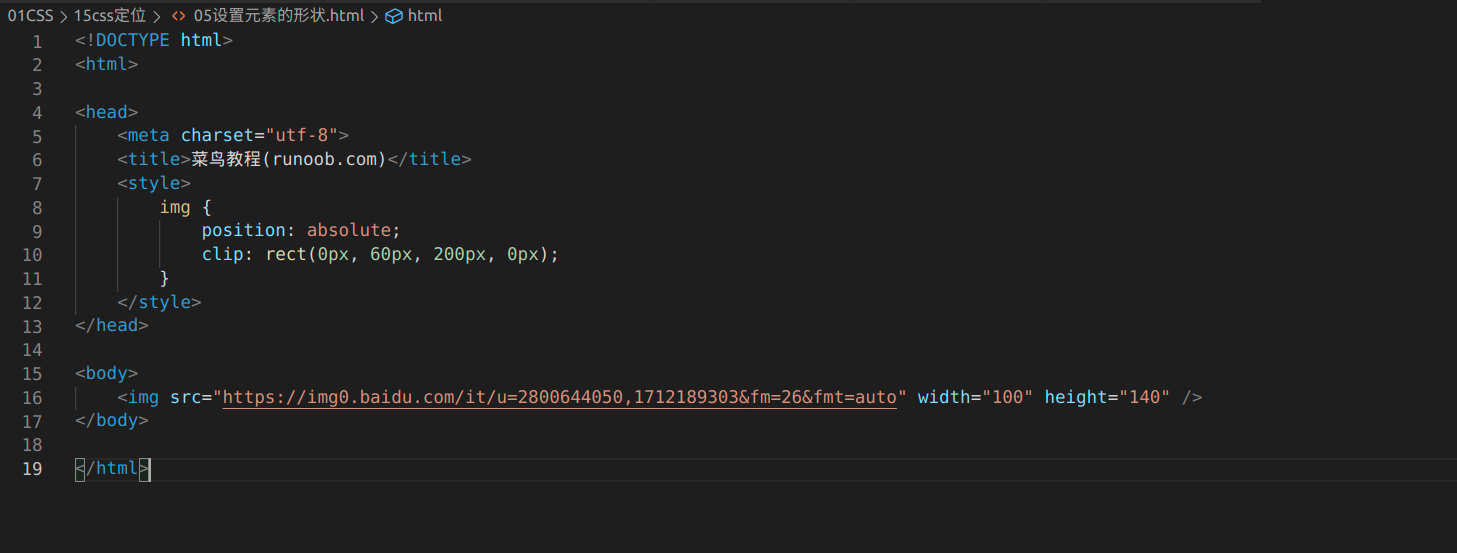 01CSS > 15css定位 > <> 05设置元素的形状.html > html
1 <!DOCTYPE html>
2 <html>
3
4 <head>
5     <meta charset="utf-8">
6     <title>菜鸟教程(runoob.com)</title>
7     <style>
8         img {
9             position: absolute;
10             clip: rect(0px, 60px, 200px, 0px);
11         }
12     </style>
13 </head>
14
15 <body>
16     <img src="https://img0.baidu.com/it/u=2800644050,1712189303&fm=26&fmt=auto" width="100" height="140" />
17 </body>
18
19 </html>